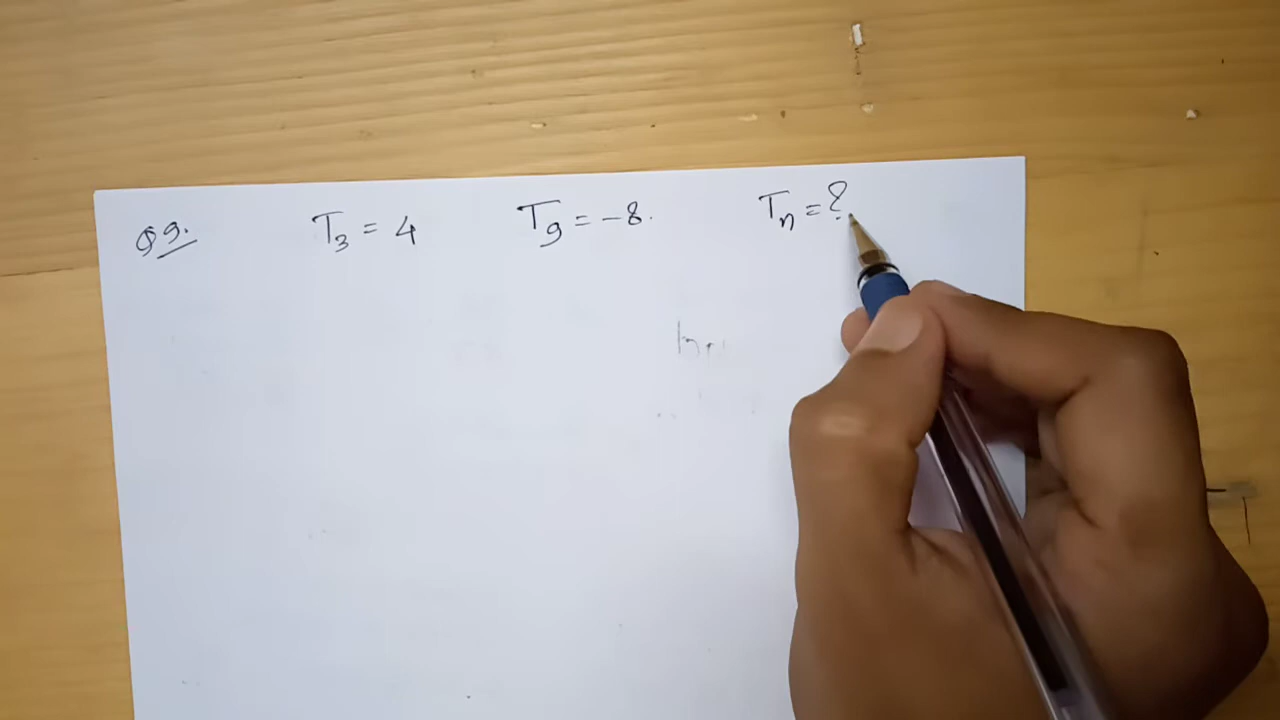 Q9. T₃ = 4 T₉ = -8. Tₙ = ?